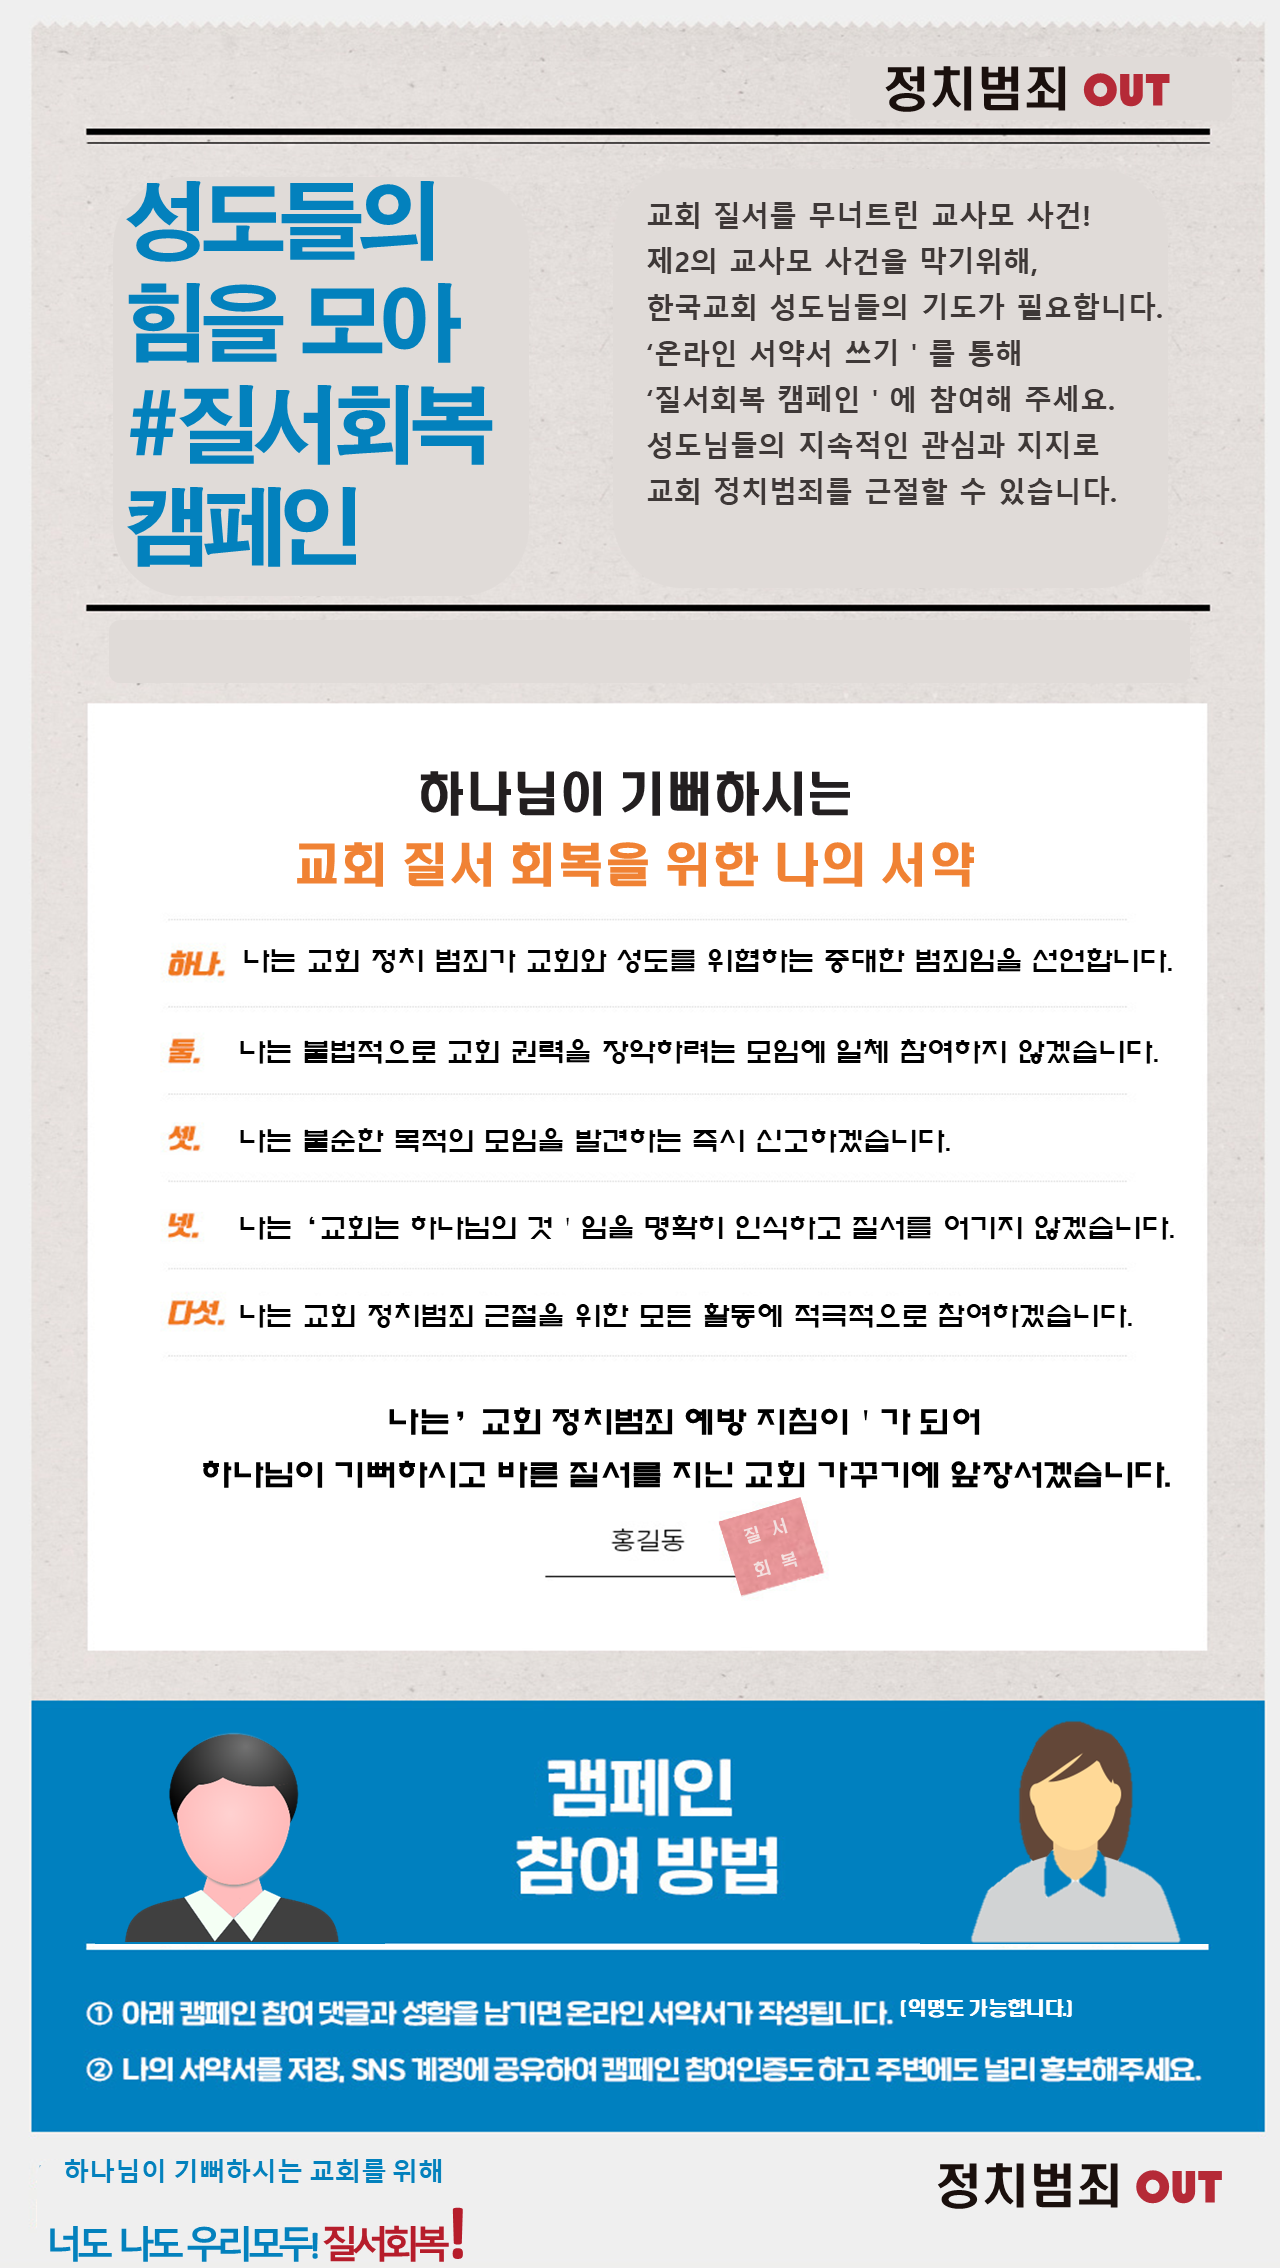 정치범죄 OUT
성도들의
힘을 모아
#질서회복
캠페인
교회 질서를 무너트린 교사모 사건!
제2의 교사모 사건을 막기위해,
한국교회 성도님들의 기도가 필요합니다.
‘온라인 서약서 쓰기 ' 를 통해
‘질서회복 캠페인 ' 에 참여해 주세요.
성도님들의 지속적인 관심과 지지로
교회 정치범죄를 근절할 수 있습니다.
하나님이 기뻐하시는
교회 질서 회복을 위한 나의 서약
하나. 나는 교회 정치 범죄가 교회와 성도를 위협하는 중대한 범죄임을 선언합니다.
둘. 나는 불법적으로 교회 권력을 장악하려는 모임에 일체 참여하지 않겠습니다.
셋. 나는 불순한 목적의 모임을 발견하는 즉시 신고하겠습니다.
넷. 나는 ‘교회는 하나님의 것 ' 임을 명확히 인식하고 질서를 어기지 않겠습니다.
다섯. 나는 교회 정치범죄 근절을 위한 모든 활동에 적극적으로 참여하겠습니다.
나는 ’ 교회 정치범죄 예방 지침이 ' 가 되어
하나님이 기뻐하시고 바른 질서를 지닌 교회 가꾸기에 앞장서겠습니다.
홍길동
질서
회복
캠페인
참여 방법
① 아래 캠페인 참여 댓글과 성함을 남기면 온라인 서약서가 작성됩니다. (익명도 가능합니다.)
② 나의 서약서를 저장, SNS 계정에 공유하여 캠페인 참여인증도 하고 주변에도 널리 홍보해주세요.
하나님이 기뻐하시는 교회를 위해
너도 나도 우리모두! 질서회복!
정치범죄 OUT